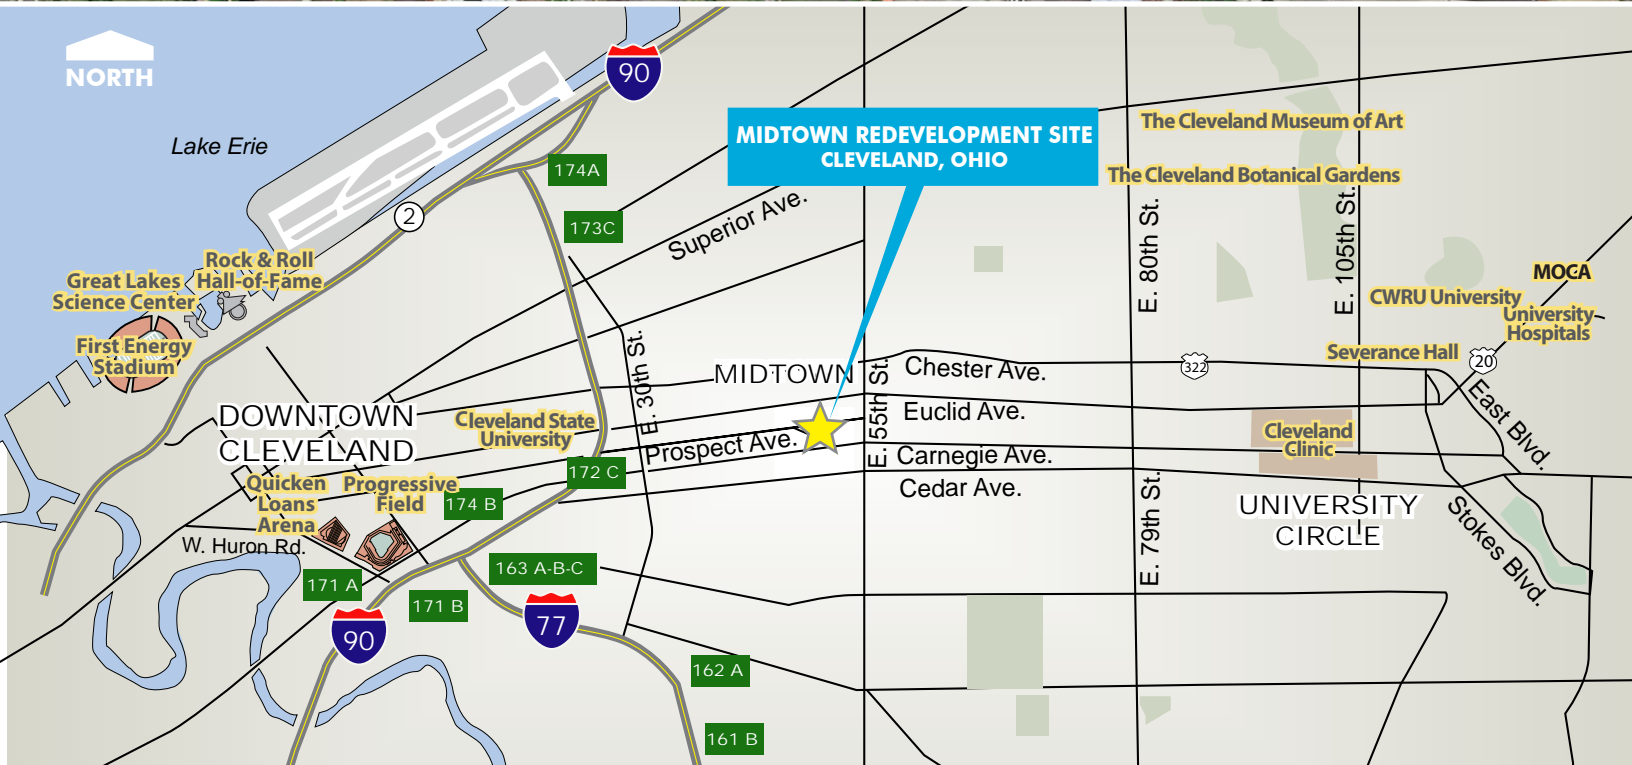 NORTH
Lake Erie
90
MIDTOWN REDEVELOPMENT SITE
CLEVELAND, OHIO
The Cleveland Museum of Art
The Cleveland Botanical Gardens
174A
173C
2
Superior Ave.
E. 80th St.
E. 105th St.
Rock & Roll
Hall-of-Fame
Great Lakes
Science Center
First Energy
Stadium
MOCA
CWRU University
University
Hospitals
Severance Hall
20
322
E. 30th St.
MIDTOWN
E. 55th St.
Chester Ave.
Euclid Ave.
Prospect Ave.
Carnegie Ave.
Cedar Ave.
East Blvd.
DOWNTOWN
CLEVELAND
Cleveland State
University
Cleveland
Clinic
172 C
174 B
Quicken
Loans
Arena
Progressive
Field
W. Huron Rd.
E. 79th St.
UNIVERSITY
CIRCLE
Stokes Blvd.
163 A-B-C
171 A
171 B
90
77
162 A
161 B